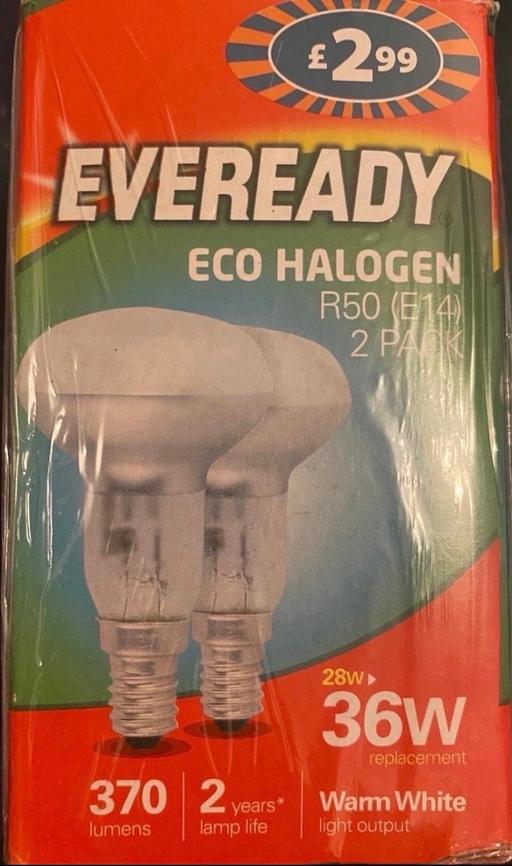 £2.99
EVEREADY®
ECO HALOGEN
R50 (E14)
2 PACK
28W
36W
replacement
370 lumens
2 years* lamp life
Warm White light output